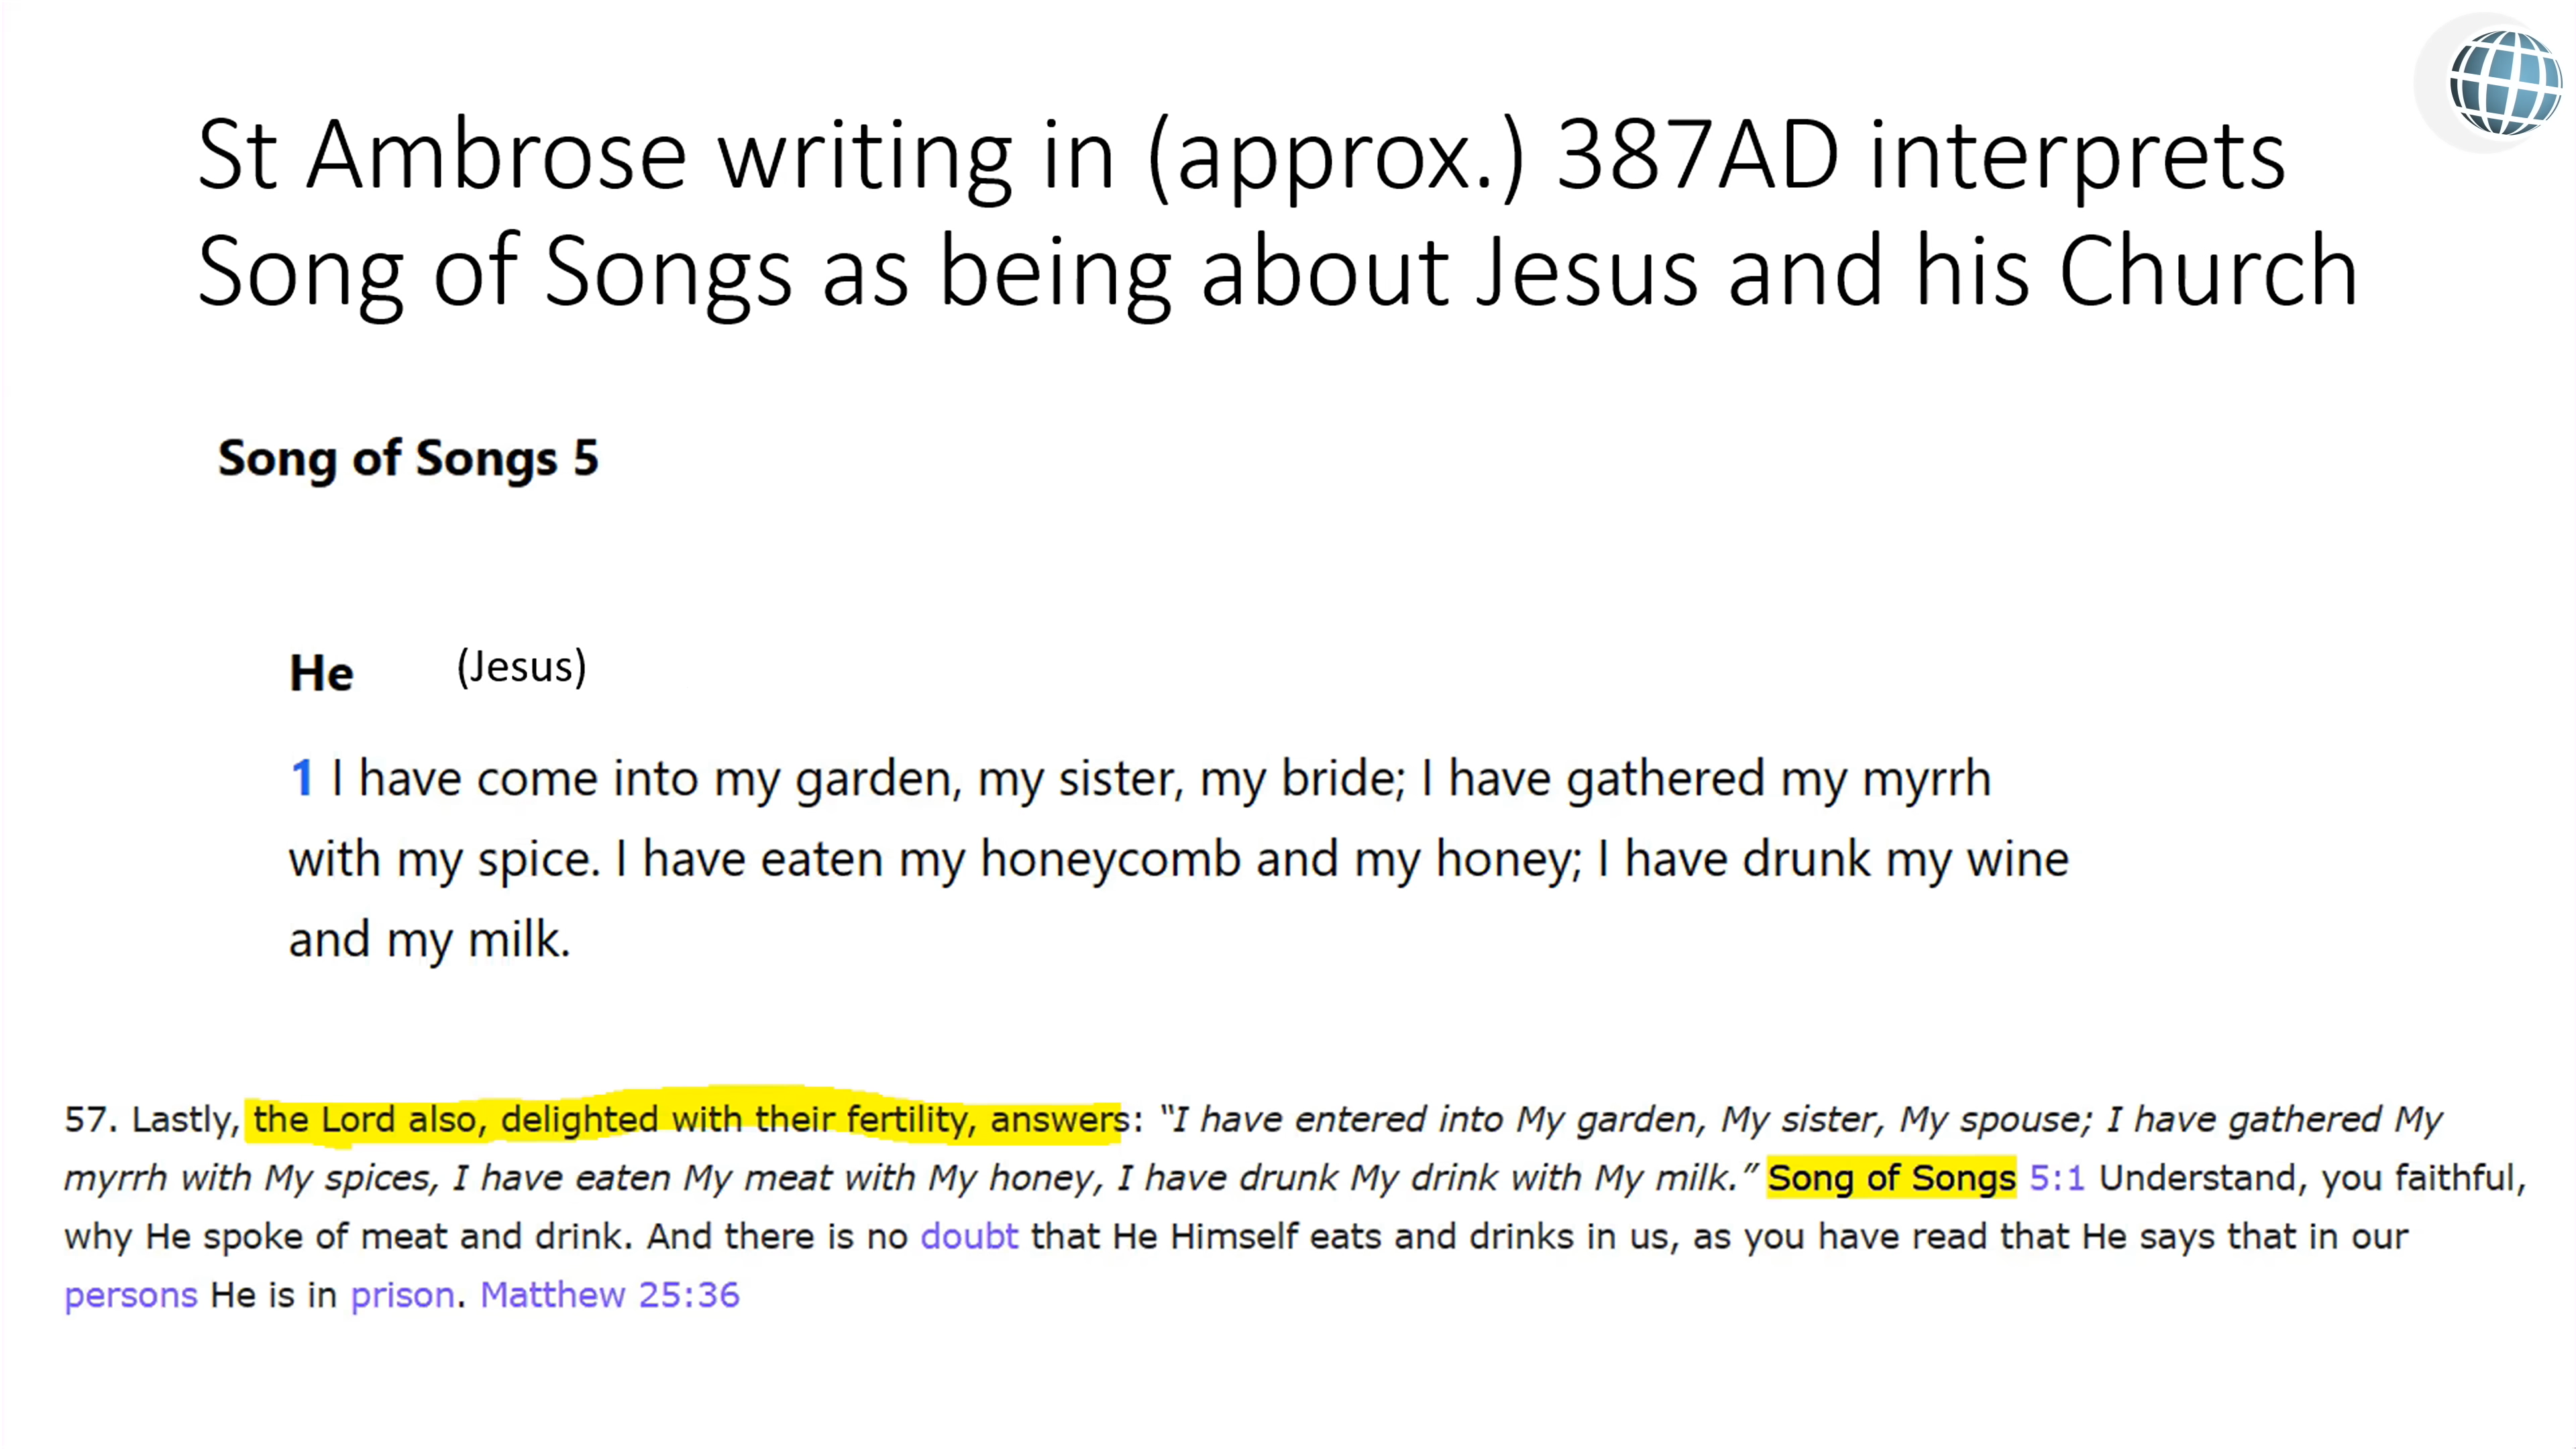 St Ambrose writing in (approx.) 387AD interprets
Song of Songs as being about Jesus and his Church
Song of Songs 5
He (Jesus)
1 I have come into my garden, my sister, my bride; I have gathered my myrrh
with my spice. I have eaten my honeycomb and my honey; I have drunk my wine
and my milk.
57. Lastly, the Lord also, delighted with their fertility, answers: “I have entered into My garden, My sister, My spouse; I have gathered My
myrrh with My spices, I have eaten My meat with My honey, I have drunk My drink with My milk.” Song of Songs 5:1 Understand, you faithful,
why He spoke of meat and drink. And there is no doubt that He Himself eats and drinks in us, as you have read that He says that in our
persons He is in prison. Matthew 25:36